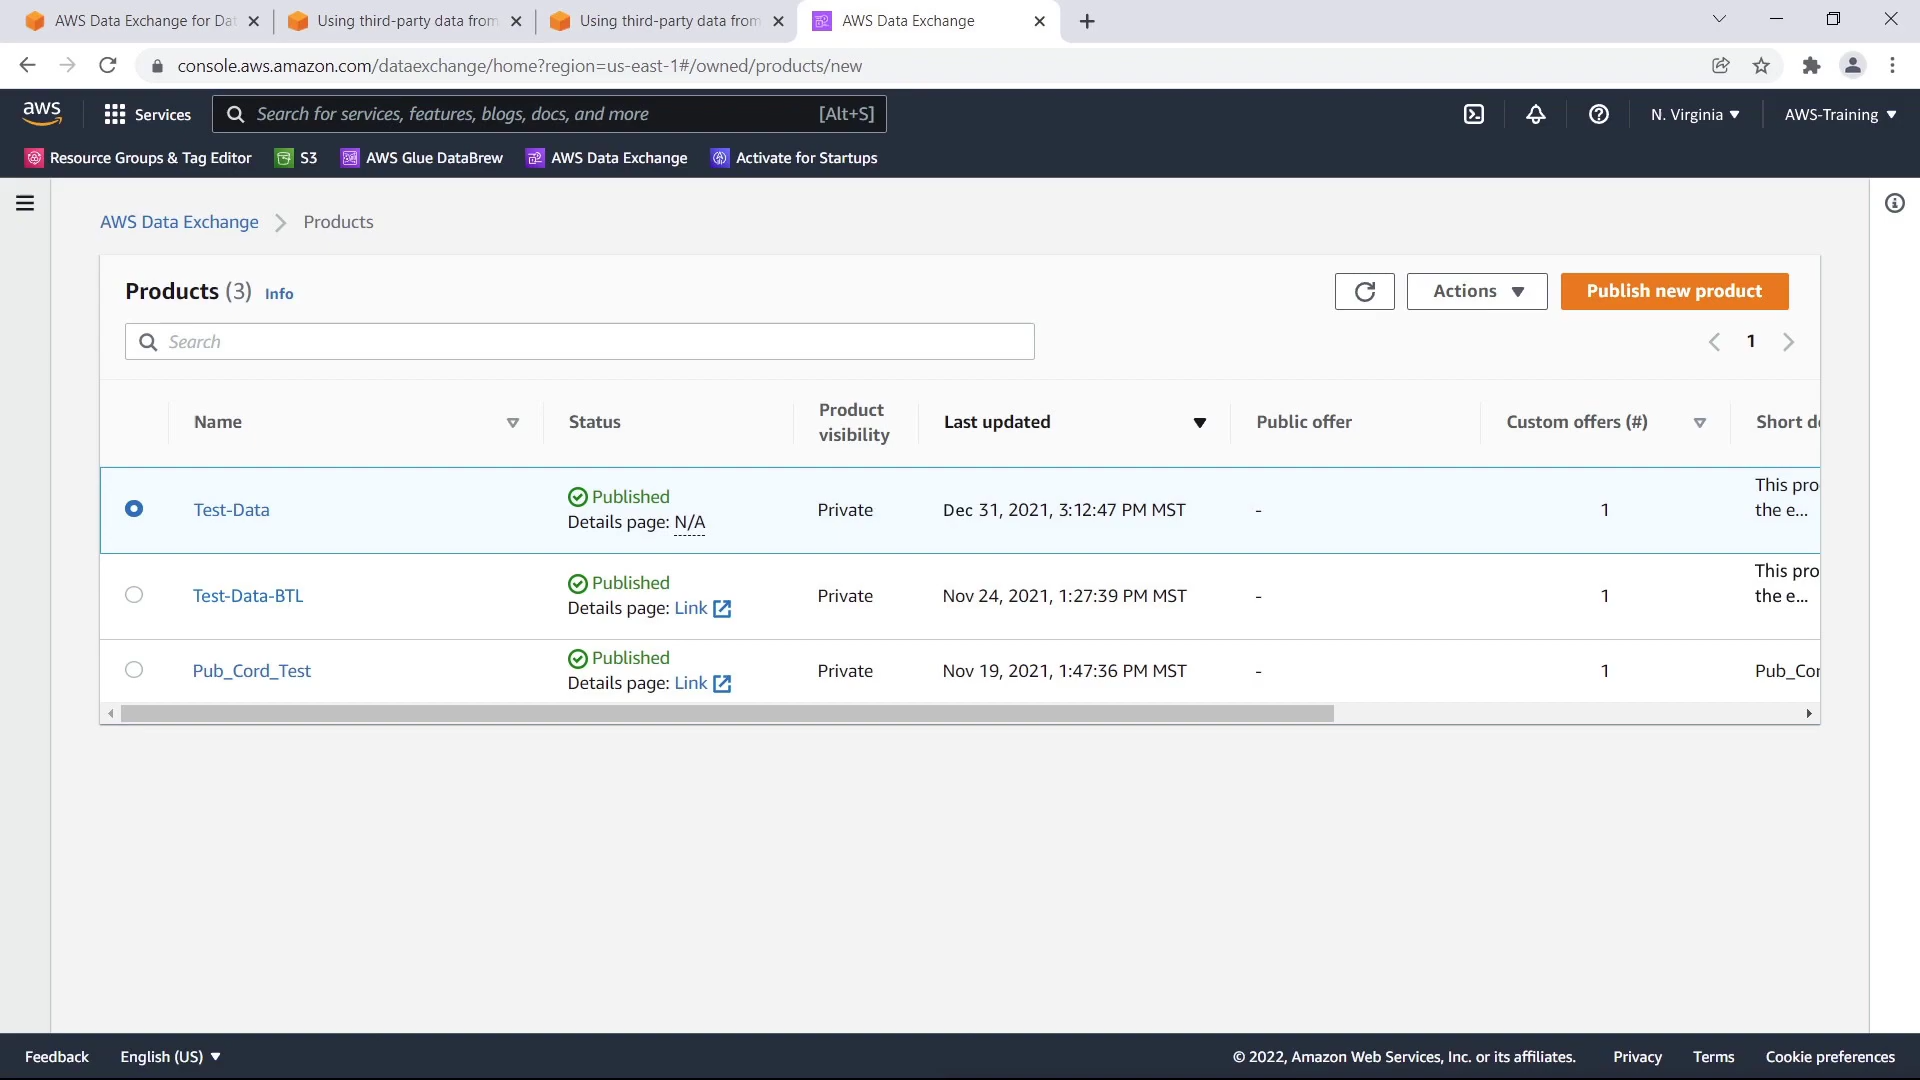 AWS Data Exchange for Dat
Using third-party data from
Using third-party data from
AWS Data Exchange
console.aws.amazon.com/dataexchange/home?region=us-east-1#/owned/products/new
aws
Services
Search for services, features, blogs, docs, and more
[Alt+S]
N. Virginia
AWS-Training
Resource Groups & Tag Editor
S3
AWS Glue DataBrew
AWS Data Exchange
Activate for Startups
AWS Data Exchange
Products
Products (3) Info
Actions
Publish new product
Search
1
Name
Status
Product
visibility
Last updated
Public offer
Custom offers (#)
Short de
Test-Data
Published
Details page: N/A
Private
Dec 31, 2021, 3:12:47 PM MST
-
1
This pro
the e...
Test-Data-BTL
Published
Details page: Link
Private
Nov 24, 2021, 1:27:39 PM MST
-
1
This pro
the e...
Pub_Cord_Test
Published
Details page: Link
Private
Nov 19, 2021, 1:47:36 PM MST
-
1
Pub_Cor
Feedback
English (US)
© 2022, Amazon Web Services, Inc. or its affiliates.
Privacy
Terms
Cookie preferences